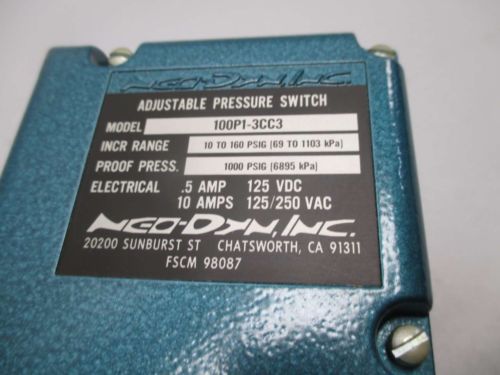 NEO-DYN, INC.
ADJUSTABLE PRESSURE SWITCH
MODEL 100P1-3CC3
INCR RANGE 10 TO 160 PSIG (69 TO 1103 kPa)
PROOF PRESS. 1000 PSIG (6895 kPa)
ELECTRICAL .5 AMP 125 VDC
10 AMPS 125/250 VAC
NEO-DYN, INC.
20200 SUNBURST ST CHATSWORTH, CA 91311
FSCM 98087